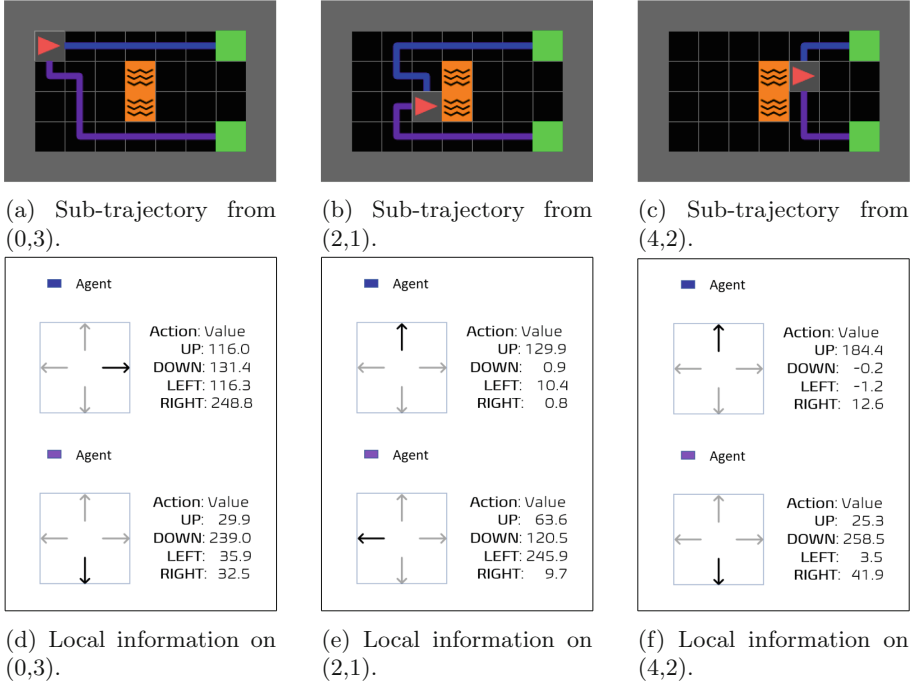 (a) Sub-trajectory from
(0,3).
(b) Sub-trajectory from
(2,1).
(c) Sub-trajectory from
(4,2).
Agent
Action: Value
UP: 116.0
DOWN: 131.4
LEFT: 116.3
RIGHT: 248.8
Agent
Action: Value
UP: 29.9
DOWN: 239.0
LEFT: 35.9
RIGHT: 32.5
Agent
Action: Value
UP: 129.9
DOWN: 0.9
LEFT: 10.4
RIGHT: 0.8
Agent
Action: Value
UP: 63.6
DOWN: 120.5
LEFT: 245.9
RIGHT: 9.7
Agent
Action: Value
UP: 184.4
DOWN: -0.2
LEFT: -1.2
RIGHT: 12.6
Agent
Action: Value
UP: 25.3
DOWN: 258.5
LEFT: 3.5
RIGHT: 41.9
(d) Local information on
(0,3).
(e) Local information on
(2,1).
(f) Local information on
(4,2).